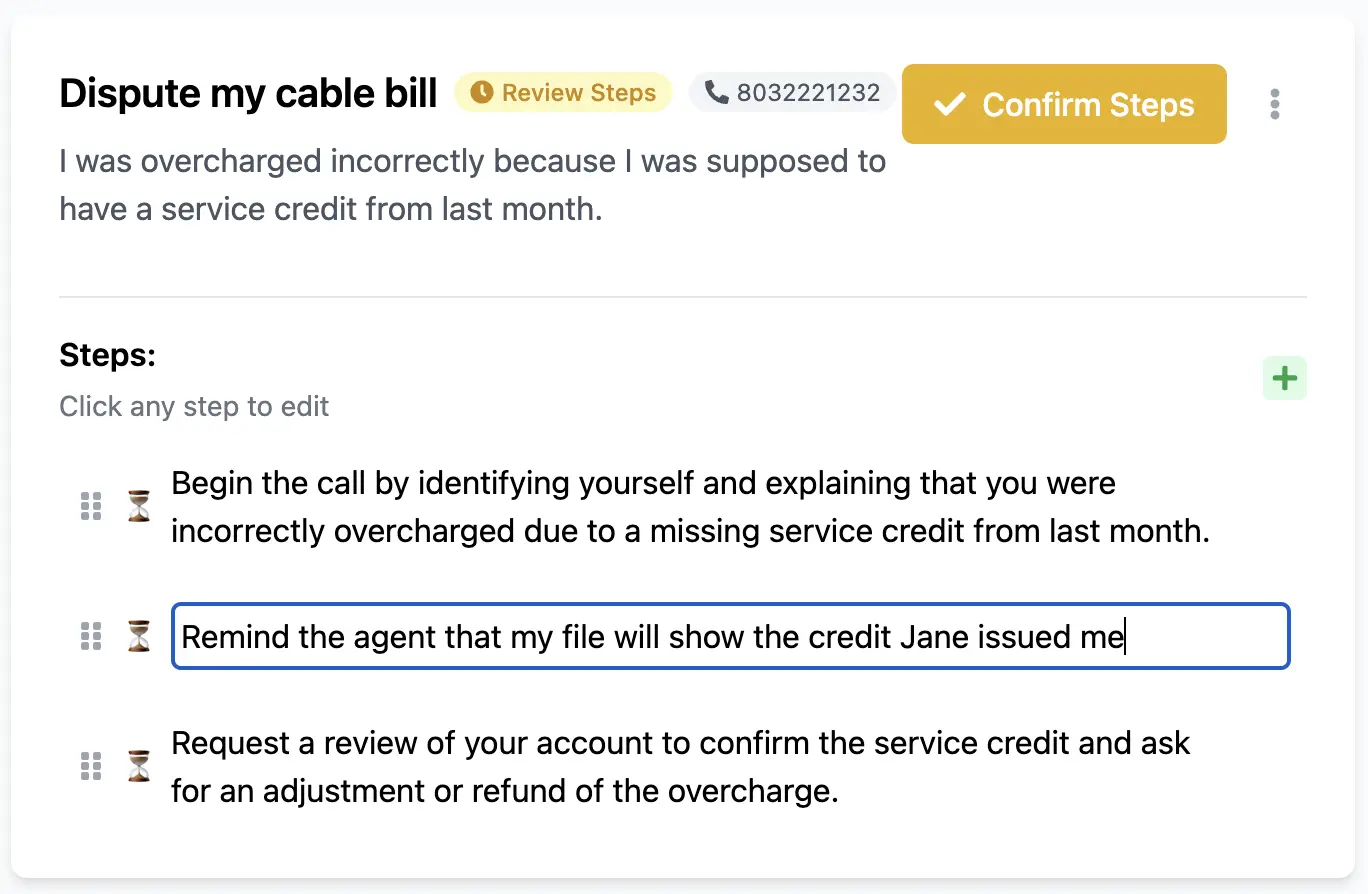 Dispute my cable bill Review Steps 8032221232 Confirm Steps
I was overcharged incorrectly because I was supposed to
have a service credit from last month.
Steps:
Click any step to edit
Begin the call by identifying yourself and explaining that you were
incorrectly overcharged due to a missing service credit from last month.
Remind the agent that my file will show the credit Jane issued me
Request a review of your account to confirm the service credit and ask
for an adjustment or refund of the overcharge.